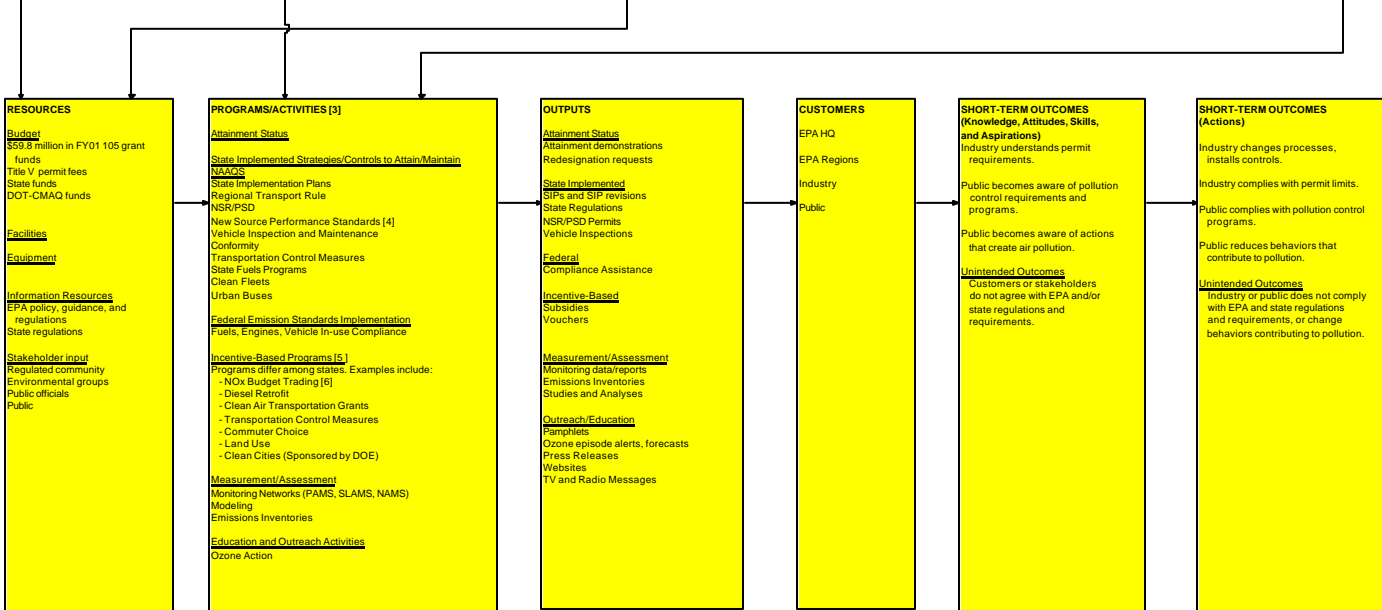 RESOURCES
Budget
$59.8 million in FY01 105 grant
funds
Title V permit fees
State funds
DOT-CMAQ funds
Facilities
Equipment
Information Resources
EPA policy, guidance, and
regulations
State regulations
Stakeholder input
Regulated community
Environmental groups
Public officials
Public
PROGRAMS/ACTIVITIES [3]
Attainment Status
State Implemented Strategies/Controls to Attain/Maintain
NAAQS
State Implementation Plans
Regional Transport Rule
NSR/PSD
New Source Performance Standards [4]
Vehicle Inspection and Maintenance
Conformity
Transportation Control Measures
State Fuels Programs
Clean Fleets
Urban Buses
Federal Emission Standards Implementation
Fuels, Engines, Vehicle In-use Compliance
Incentive-Based Programs [5 ]
Programs differ among states. Examples include:
- NOx Budget Trading [6]
- Diesel Retrofit
- Clean Air Transportation Grants
- Transportation Control Measures
- Commuter Choice
- Land Use
- Clean Cities (Sponsored by DOE)
Measurement/Assessment
Monitoring Networks (PAMS, SLAMS, NAMS)
Modeling
Emissions Inventories
Education and Outreach Activities
Ozone Action
OUTPUTS
Attainment Status
Attainment demonstrations
Redesignation requests
State Implemented
SIPs and SIP revisions
State Regulations
NSR/PSD Permits
Vehicle Inspections
Federal
Compliance Assistance
Incentive-Based
Subsidies
Vouchers
Measurement/Assessment
Monitoring data/reports
Emissions Inventories
Studies and Analyses
Outreach/Education
Pamphlets
Ozone episode alerts, forecasts
Press Releases
Websites
TV and Radio Messages
CUSTOMERS
EPA HQ
EPA Regions
Industry
Public
SHORT-TERM OUTCOMES
(Knowledge, Attitudes, Skills,
and Aspirations)
Industry understands permit
requirements.
Public becomes aware of pollution
control requirements and
programs.
Public becomes aware of actions
that create air pollution.
Unintended Outcomes
Customers or stakeholders
do not agree with EPA and/or
state regulations and
requirements.
SHORT-TERM OUTCOMES
(Actions)
Industry changes processes,
installs controls.
Industry complies with permit limits.
Public complies with pollution control
programs.
Public reduces behaviors that
contribute to pollution.
Unintended Outcomes
Industry or public does not comply
with EPA and state regulations
and requirements, or change
behaviors contributing to pollution.